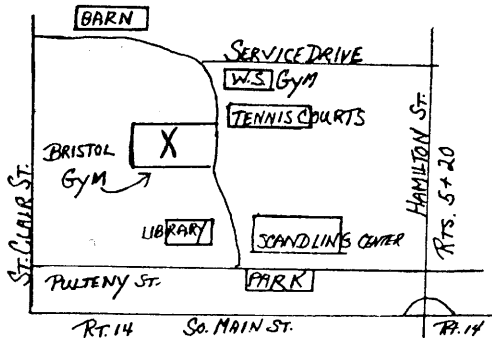 BARN
SERVICE DRIVE
W.S. GYM
TENNIS COURTS
X
BRISTOL
GYM
HAMILTON ST.
RTS. 5+20
ST. CLAIR ST.
LIBRARY
SCANDLING CENTER
PULTENY ST.
PARK
RT. 14
SO. MAIN ST.
RT. 14